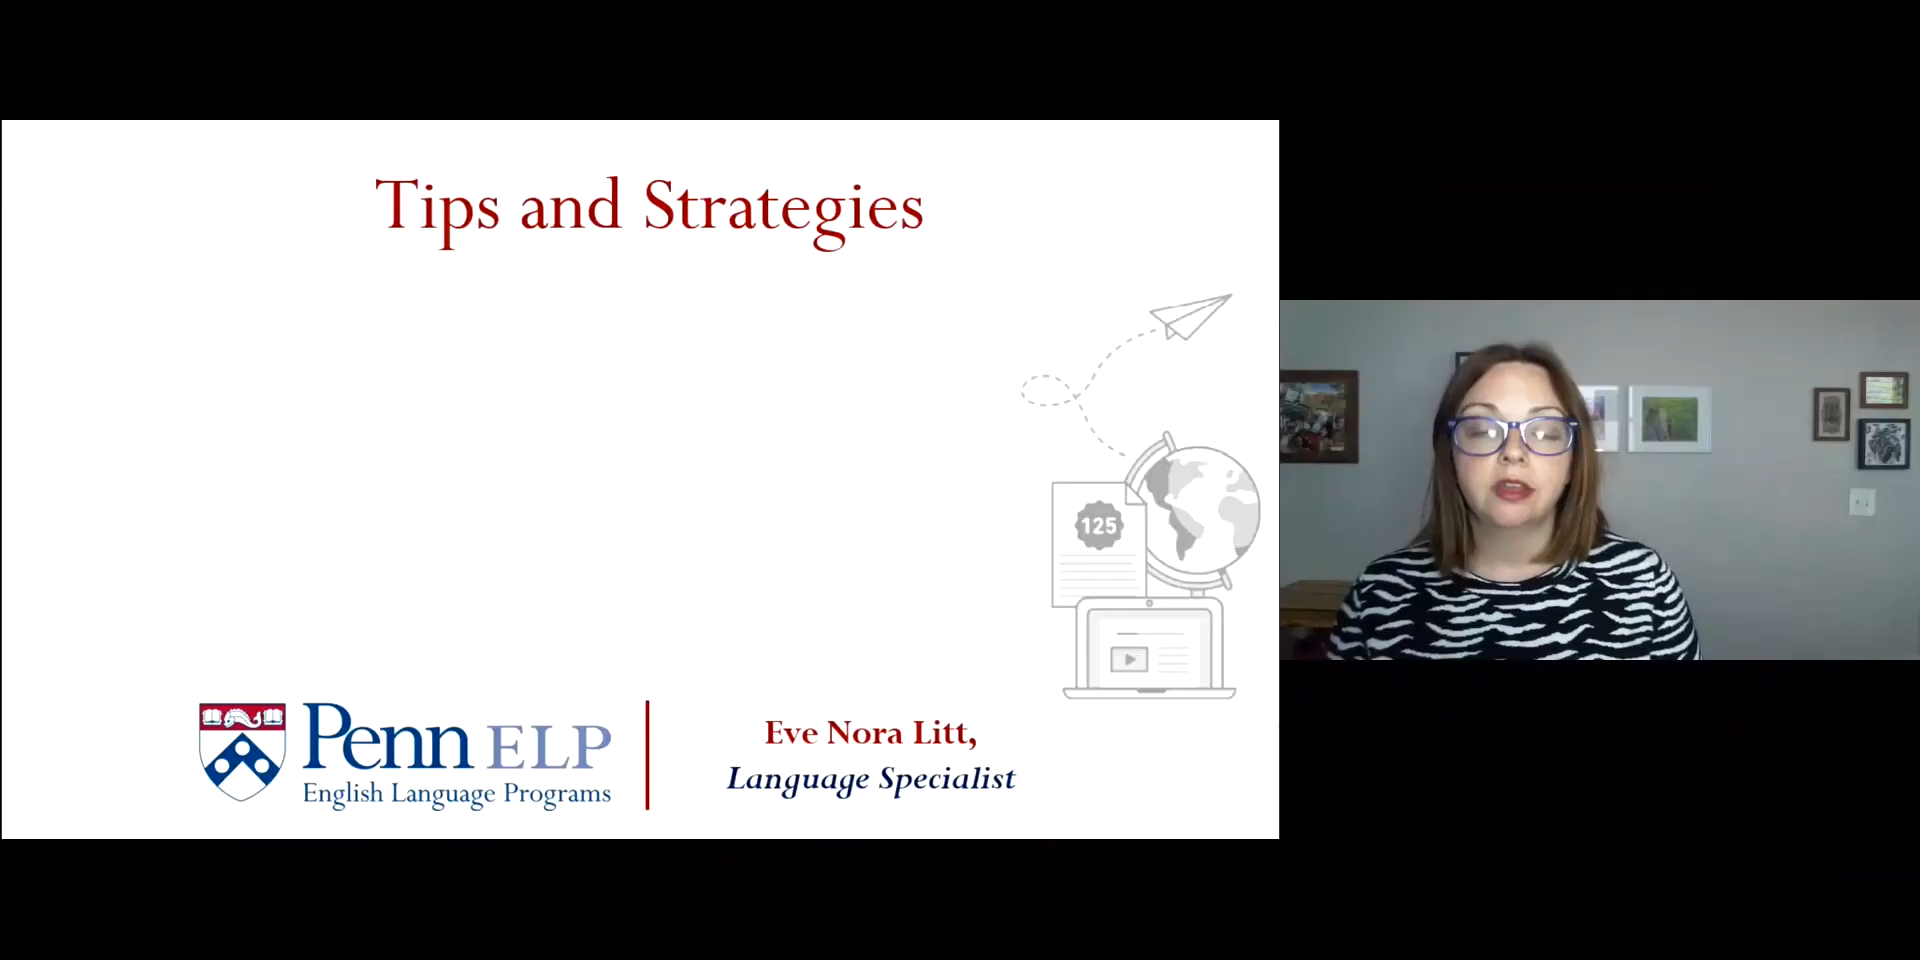 Tips and Strategies
125
Penn ELP
English Language Programs
Eve Nora Litt,
Language Specialist